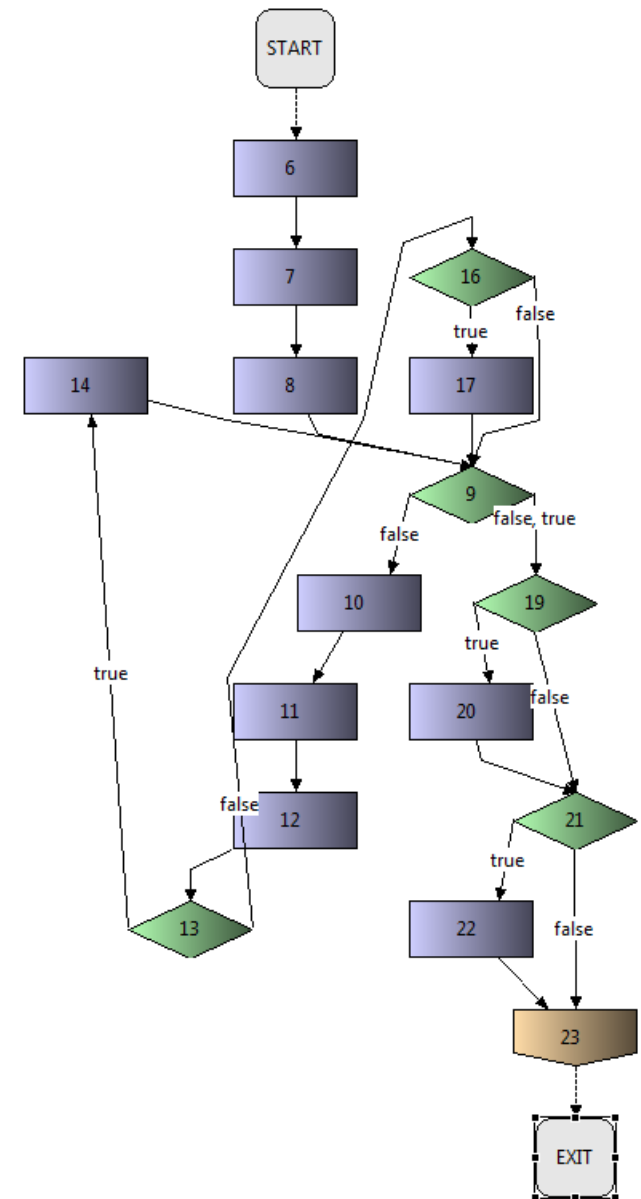 START
6
7
16
false
true
14
8
17
9
false
false, true
10
19
true
true
11
20
false
false
12
21
true
13
22
false
23
EXIT